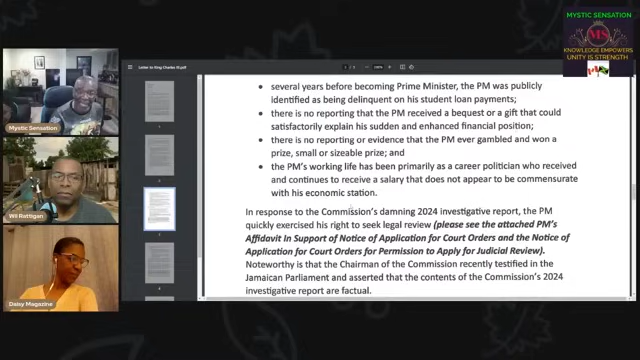 MYSTIC SENSATION
MS
KNOWLEDGE EMPOWERS
UNITY IS STRENGTH
Letter to King Charles III.pdf
Mystic Sensation
Wil Rattigan
Daisy Magazine
several years before becoming Prime Minister, the PM was publicly
identified as being delinquent on his student loan payments;
there is no reporting that the PM received a bequest or a gift that could
satisfactorily explain his sudden and enhanced financial position;
there is no reporting or evidence that the PM ever gambled and won a
prize, small or sizeable prize; and
the PM's working life has been primarily as a career politician who received
and continues to receive a salary that does not appear to be commensurate
with his economic station.
In response to the Commission's damning 2024 investigative report, the PM
quickly exercised his right to seek legal review (please see the attached PM's
Affidavit In Support of Notice of Application for Court Orders and the Notice of
Application for Court Orders for Permission to Apply for Judicial Review).
Noteworthy is that the Chairman of the Commission recently testified in the
Jamaican Parliament and asserted that the contents of the Commission's 2024
investigative report are factual.